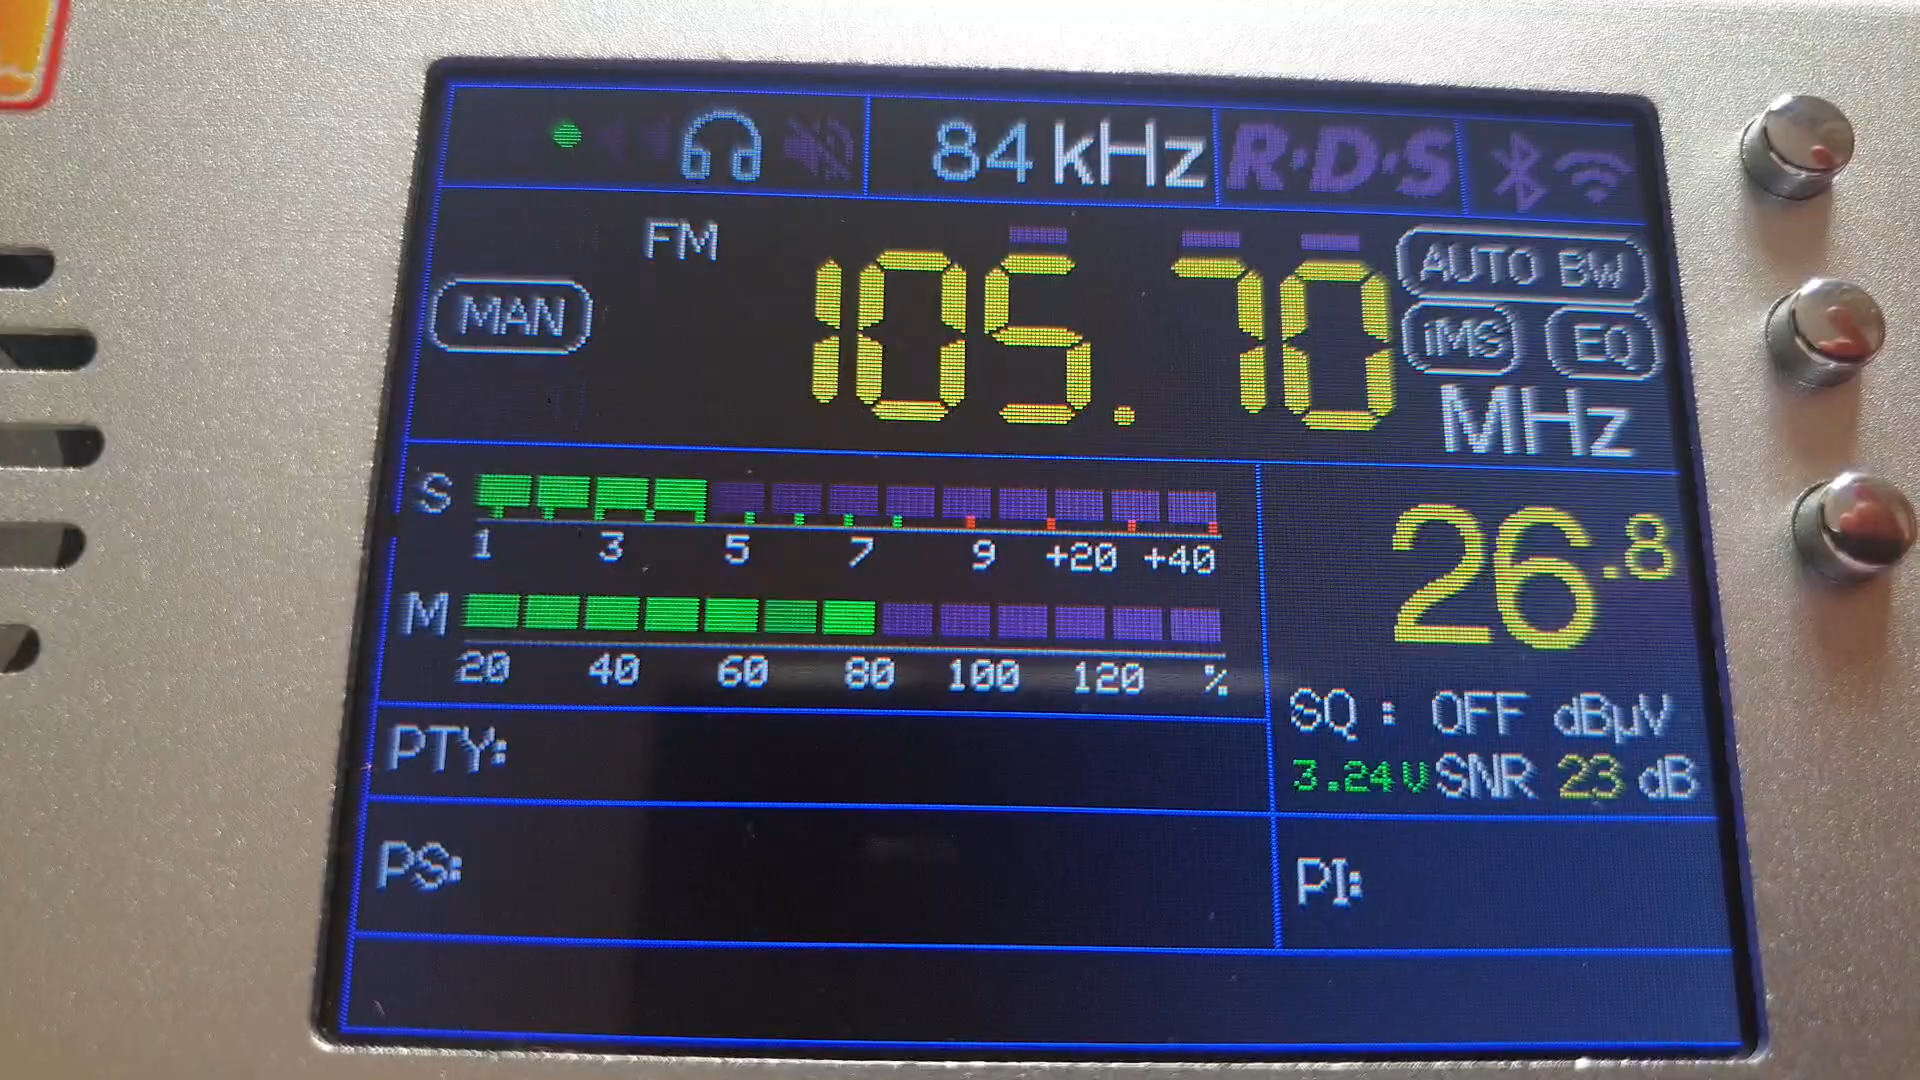 84 kHz R·D·S
FM
MAN
105.70
AUTO BW
iMS EQ
MHz
S
1 3 5 7 9 +20 +40
M
20 40 60 80 100 120 %
26.8
SQ : OFF dBµV
3.24V SNR 23 dB
PTY:
PS:
PI: